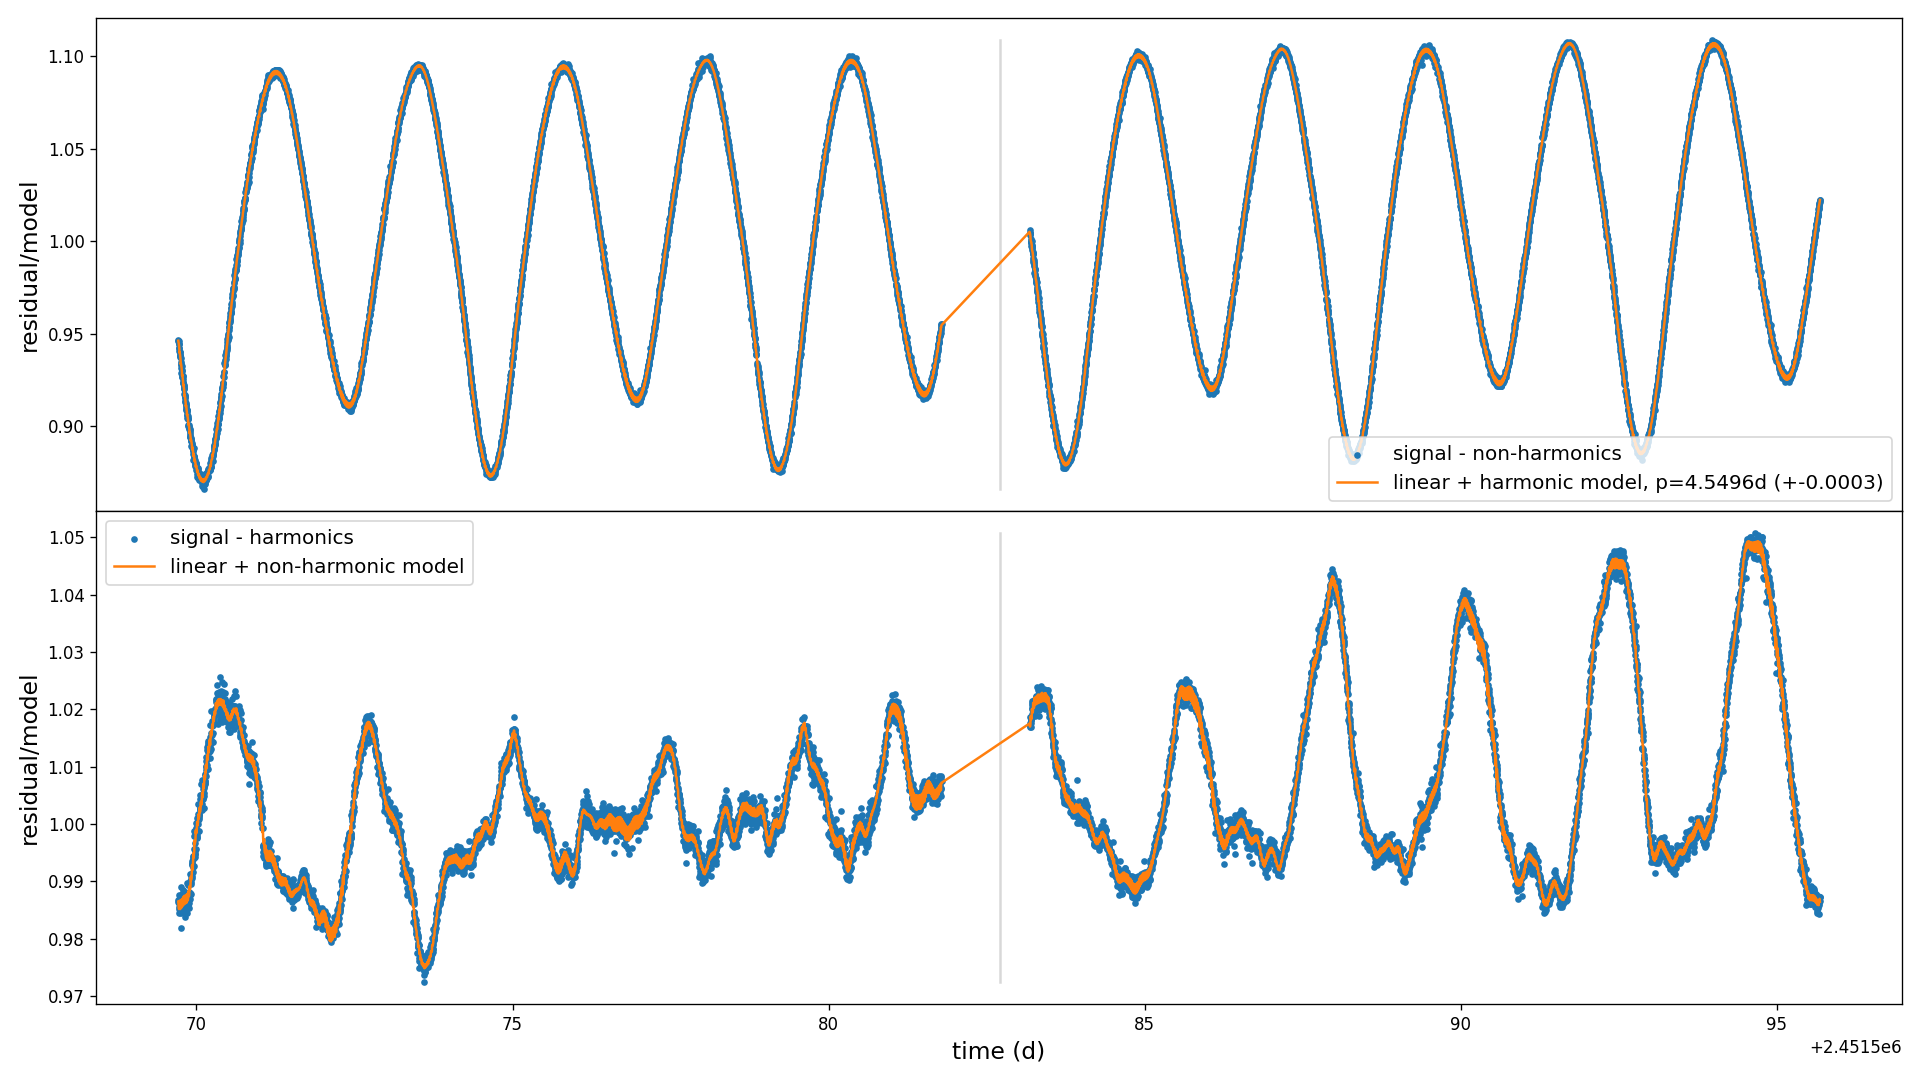 1.10
1.05
1.00
0.95
0.90
residual/model
signal - non-harmonics
linear + harmonic model, p=4.5496d (+-0.0003)
signal - harmonics
linear + non-harmonic model
1.05
1.04
1.03
1.02
1.01
1.00
0.99
0.98
0.97
residual/model
70
75
80
85
90
95
time (d)
+2.4515e6